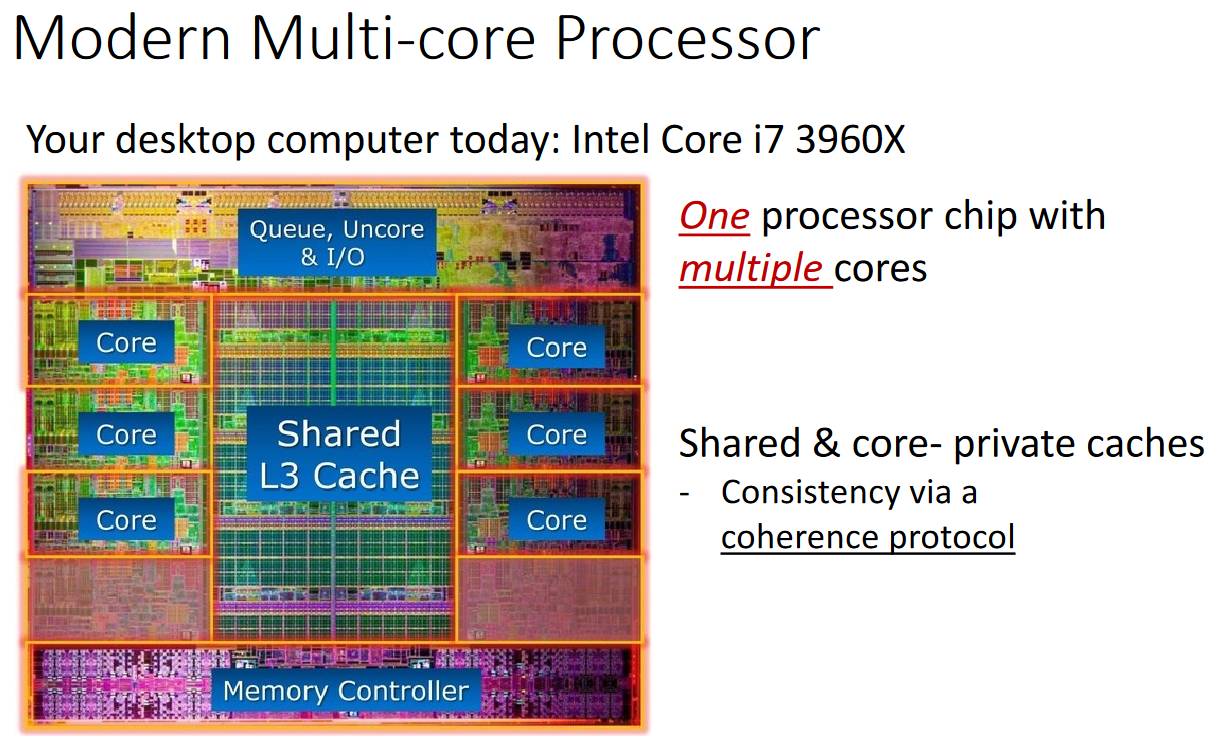 Modern Multi-core Processor
Your desktop computer today: Intel Core i7 3960X
Queue, Uncore
& I/O
Core
Core
Core
Shared
L3 Cache
Core
Core
Core
Memory Controller
One processor chip with
multiple cores
Shared & core- private caches
- Consistency via a
coherence protocol